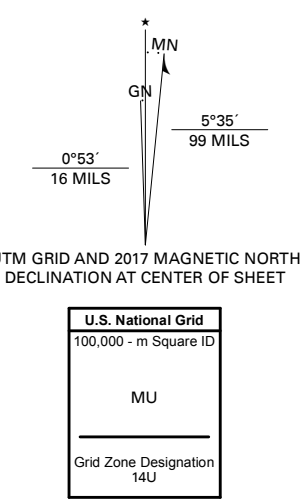 ★
MN
GN
5°35´
99 MILS
0°53´
16 MILS
UTM GRID AND 2017 MAGNETIC NORTH
DECLINATION AT CENTER OF SHEET
U.S. National Grid
100,000 - m Square ID
MU
Grid Zone Designation
14U